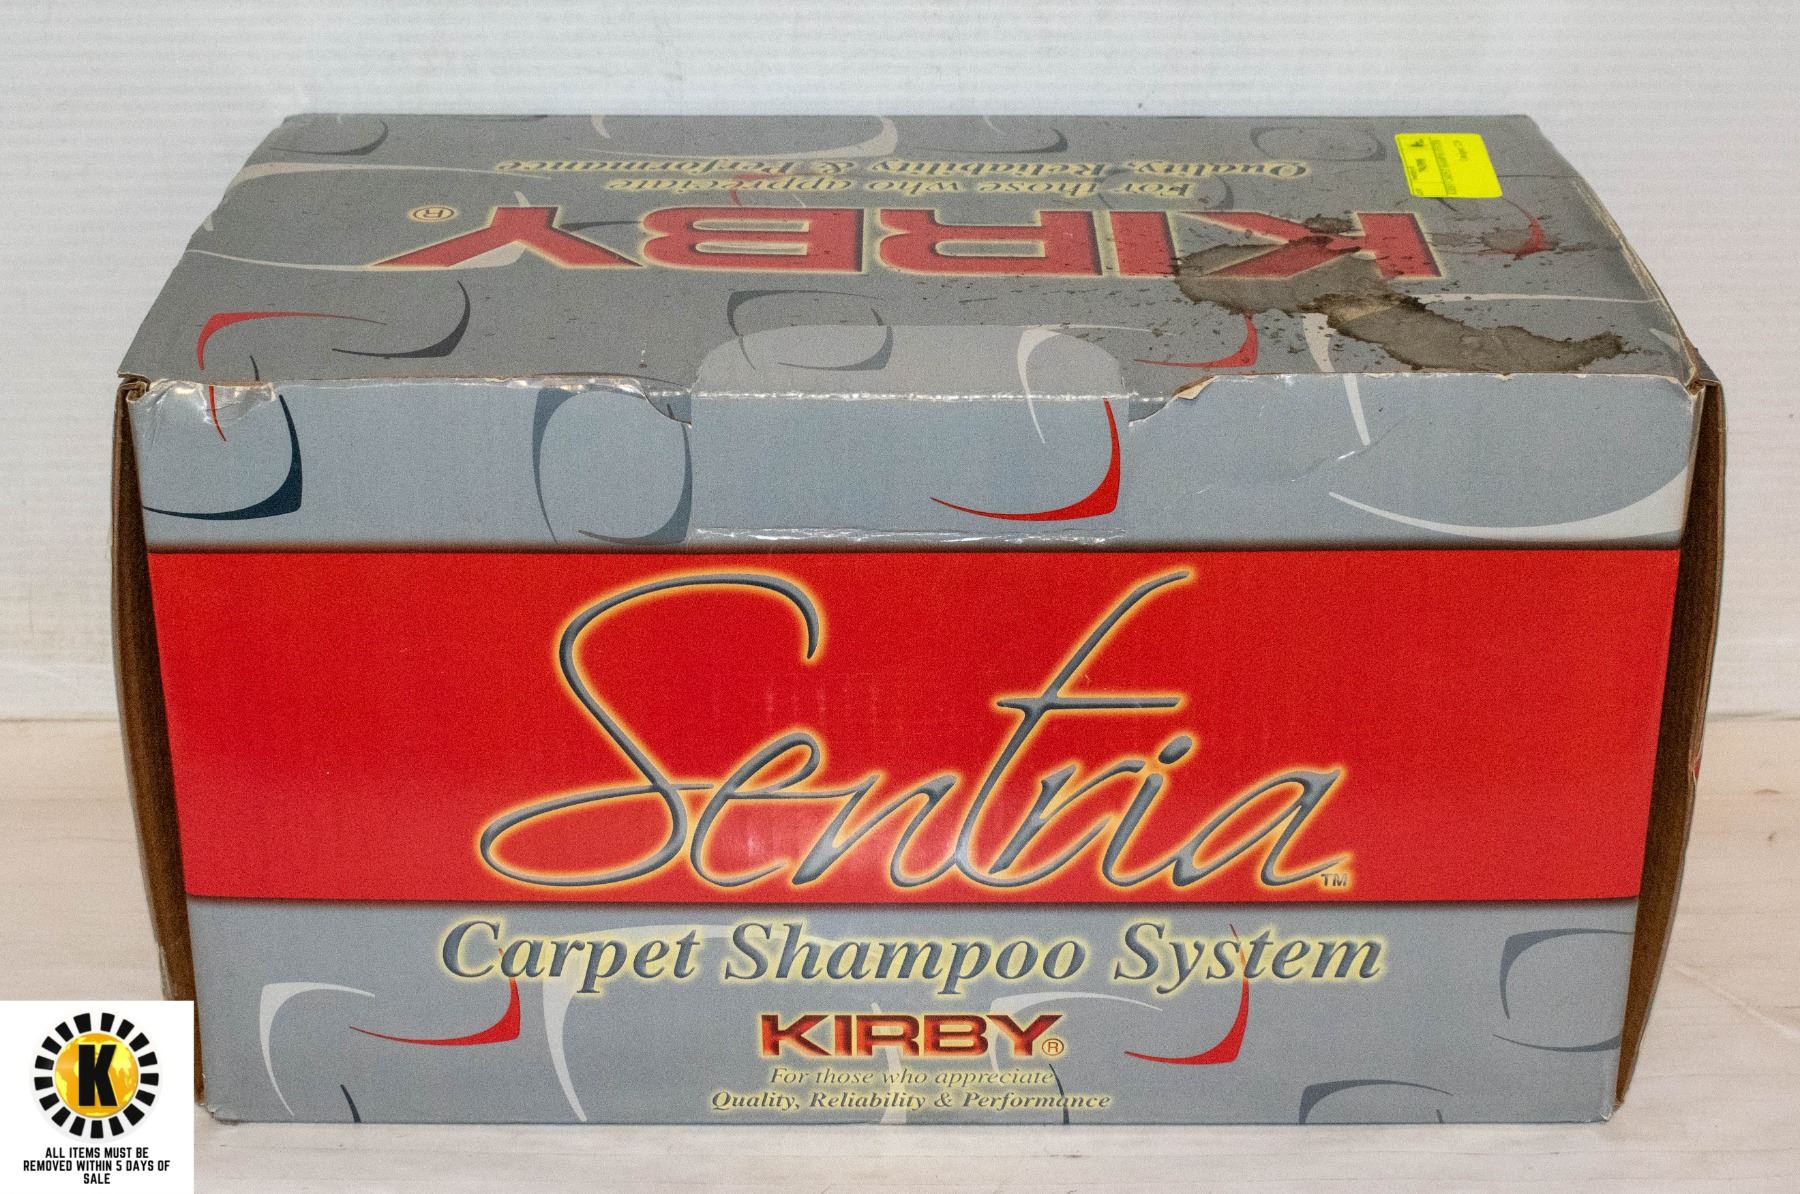 Quality, Reliability & Performance
For those who appreciate
KIRBY®
Sentria™
Carpet Shampoo System
KIRBY®
For those who appreciate
Quality, Reliability & Performance
K
ALL ITEMS MUST BE
REMOVED WITHIN 5 DAYS OF
SALE